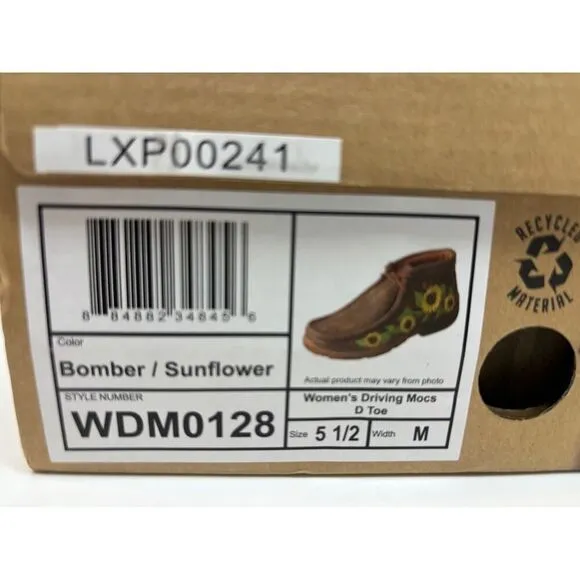 LXP00241
8 84882 34845 6
Color
Bomber / Sunflower
STYLE NUMBER
WDM0128
Actual product may vary from photo
Women's Driving Mocs
D Toe
Size 5 1/2 Width M
RECYCLED
MATERIAL